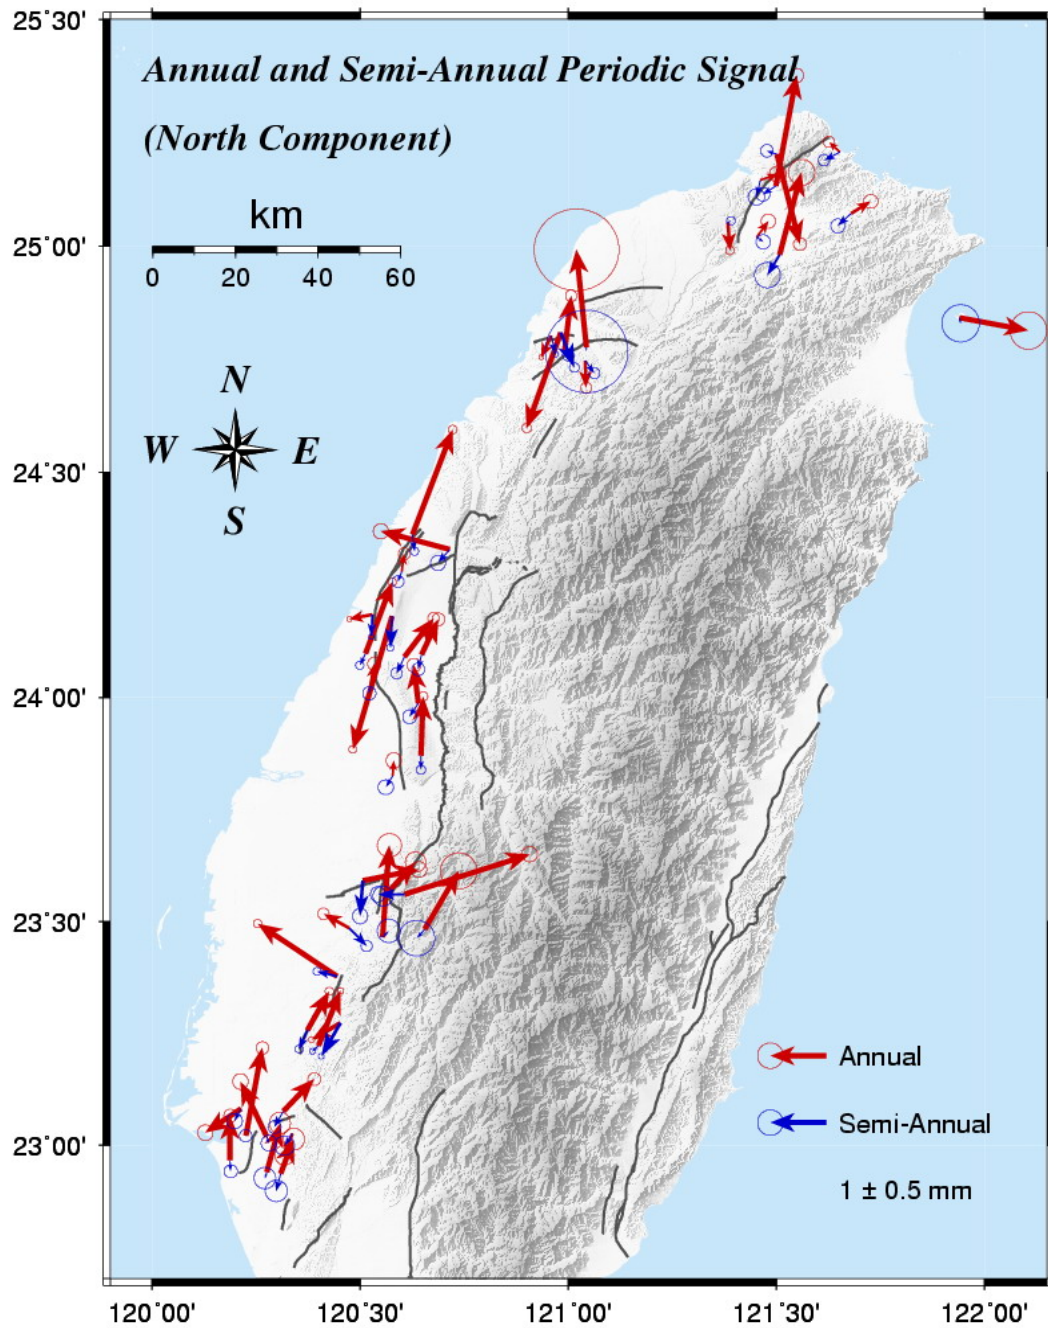 25˚30'
Annual and Semi-Annual Periodic Signal
(North Component)
km
25˚00'
0 20 40 60
N
W E
S
24˚30'
24˚00'
23˚30'
Annual
Semi-Annual
23˚00'
1 ± 0.5 mm
120˚00' 120˚30' 121˚00' 121˚30' 122˚00'